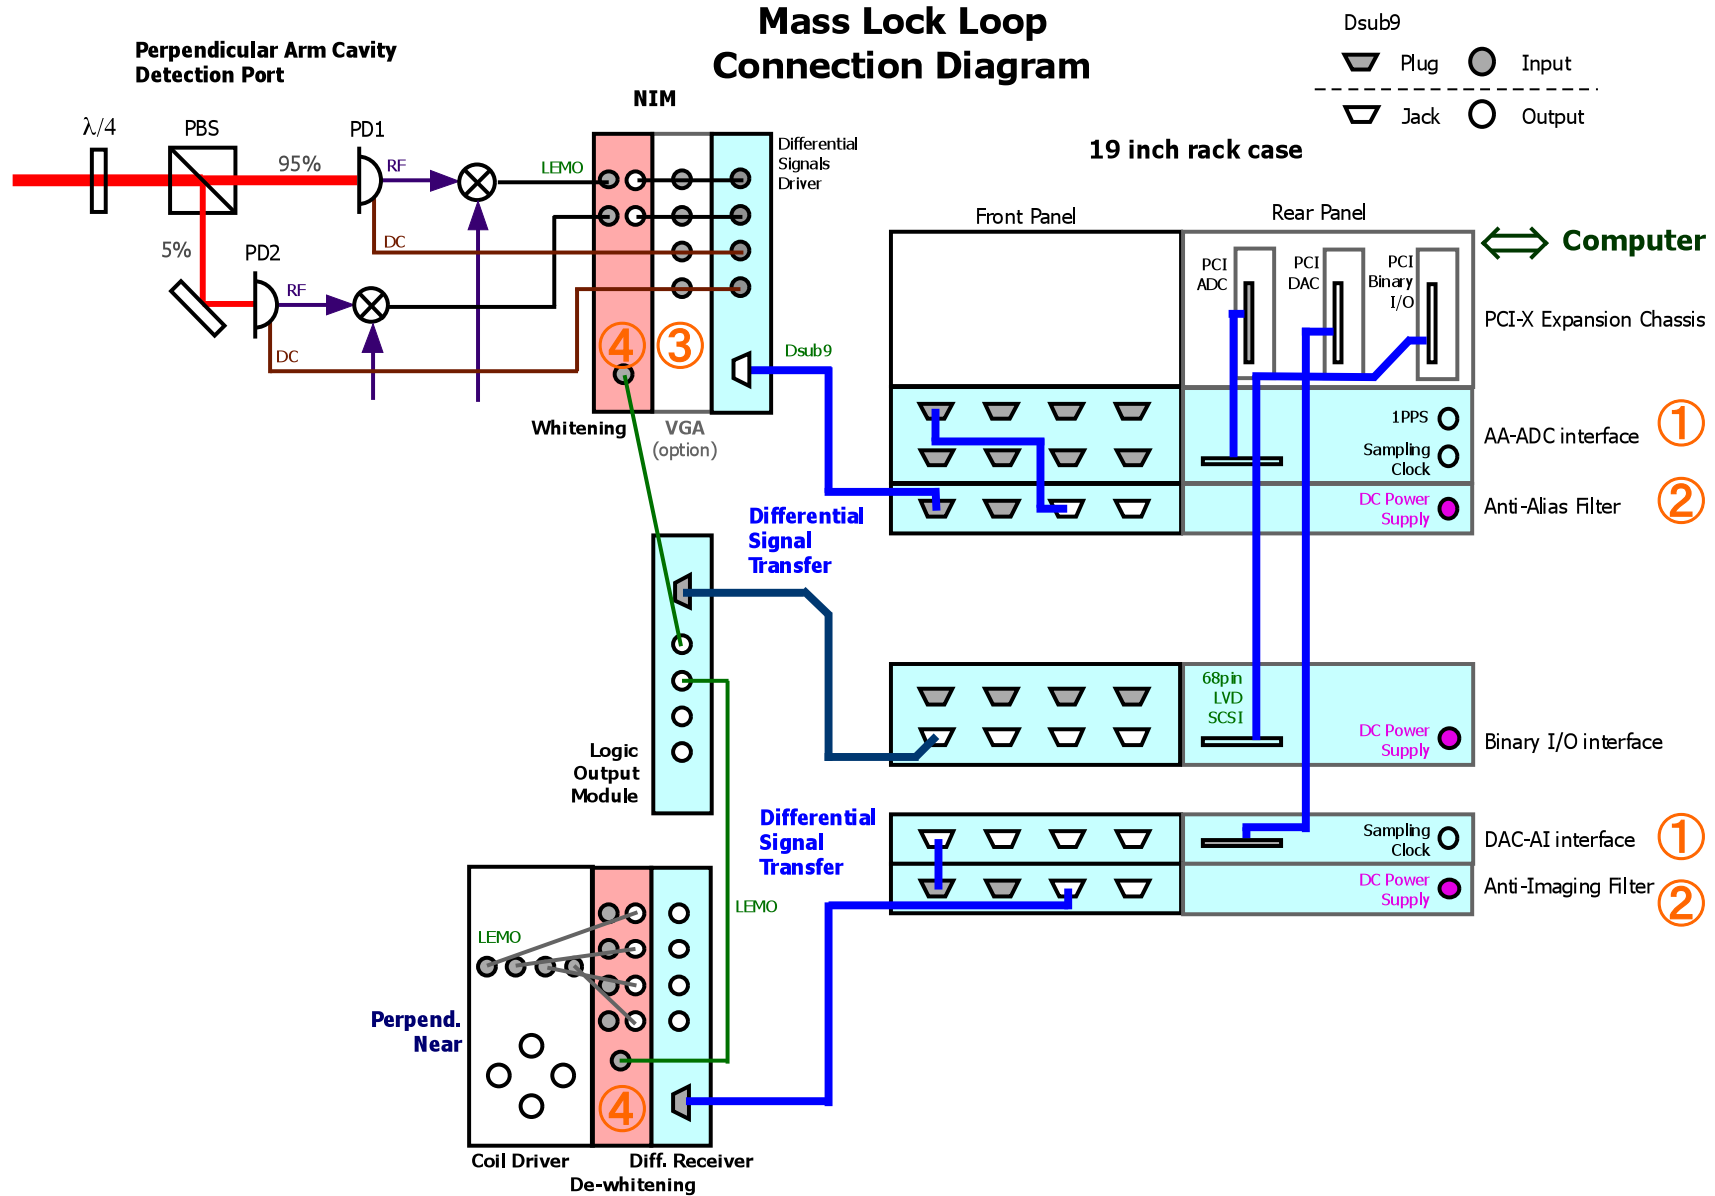 Mass Lock Loop
Connection Diagram
Dsub9
Plug
Input
Jack
Output
Perpendicular Arm Cavity
Detection Port
λ/4
PBS
PD1
95%
RF
LEMO
DC
5%
PD2
RF
DC
NIM
Differential
Signals
Driver
④
③
Dsub9
Whitening
VGA
(option)
19 inch rack case
Front Panel
Rear Panel
Computer
PCI
ADC
PCI
DAC
PCI
Binary
I/O
PCI-X Expansion Chassis
1PPS
Sampling
Clock
AA-ADC interface
①
DC Power
Supply
Anti-Alias Filter
②
Differential
Signal
Transfer
Logic
Output
Module
68pin
LVD
SCSI
DC Power
Supply
Binary I/O interface
Differential
Signal
Transfer
Sampling
Clock
DAC-AI interface
①
DC Power
Supply
Anti-Imaging Filter
②
LEMO
LEMO
Perpend.
Near
④
Coil Driver
Diff. Receiver
De-whitening